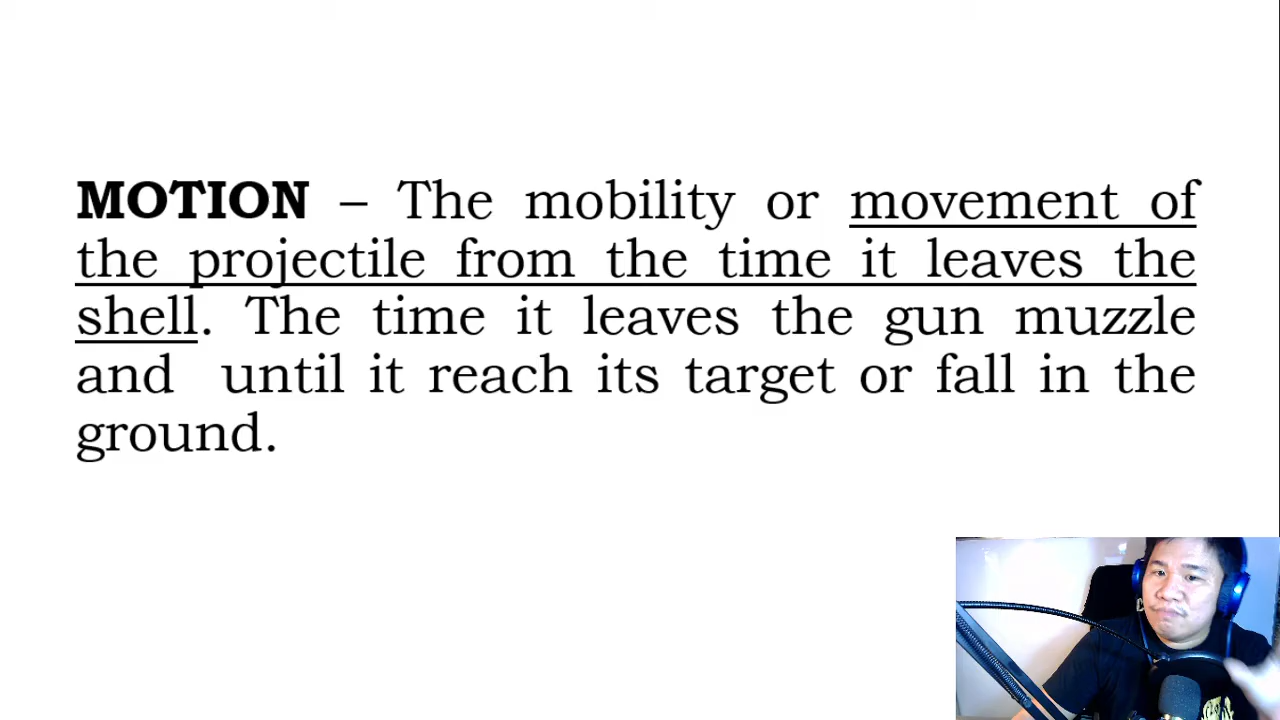 MOTION – The mobility or movement of
the projectile from the time it leaves the
shell. The time it leaves the gun muzzle
and until it reach its target or fall in the
ground.